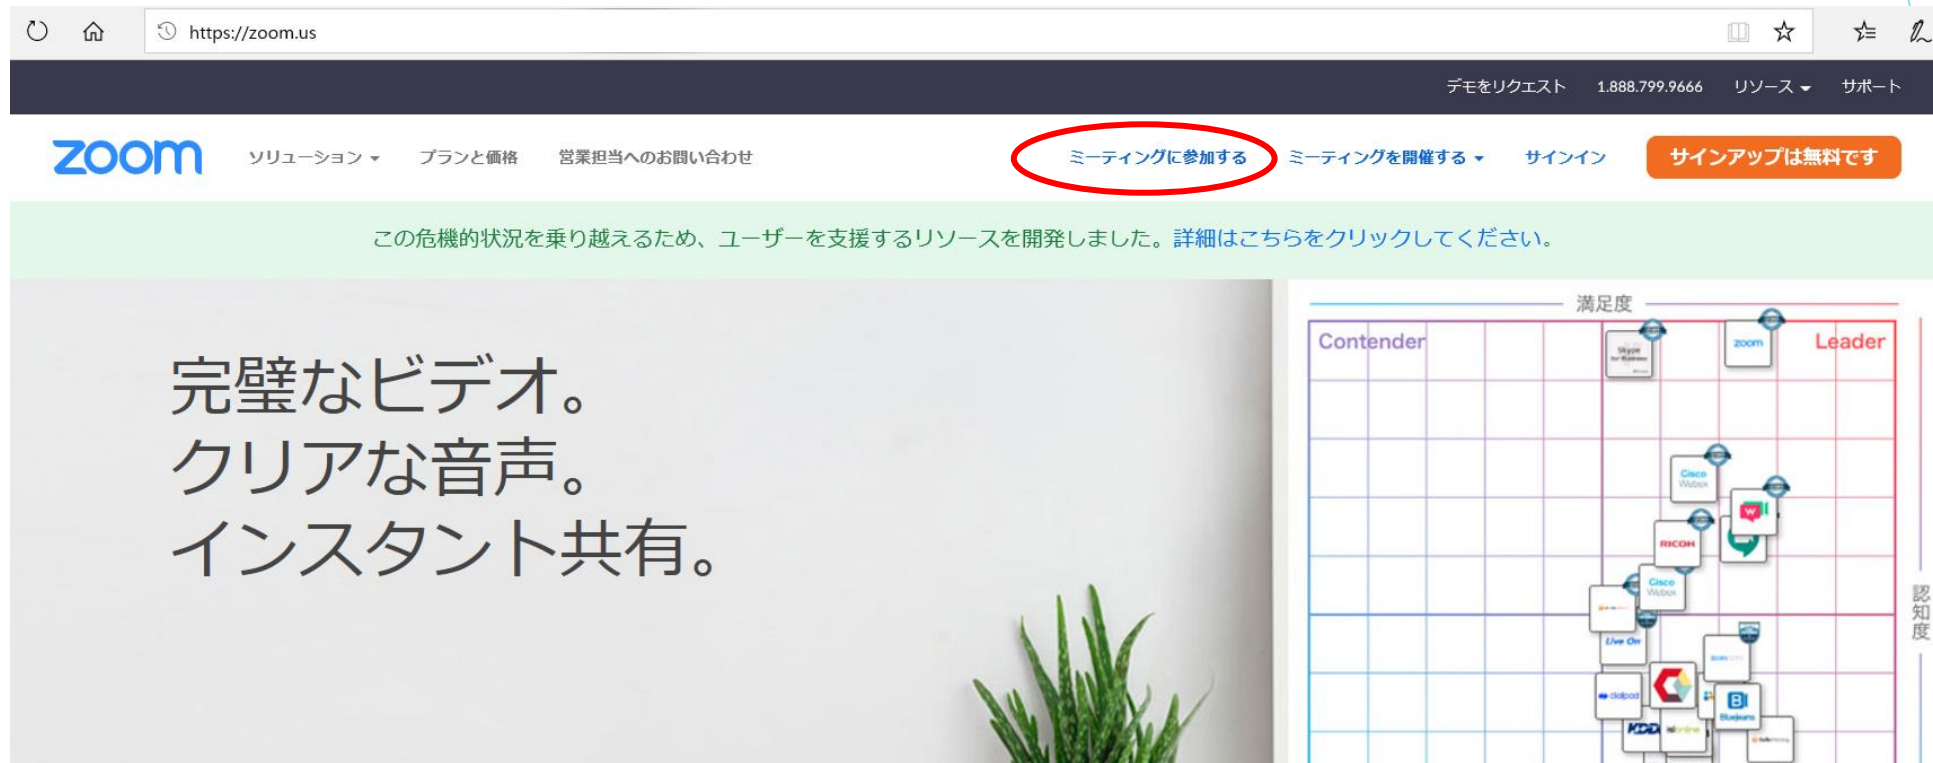 https://zoom.us
デモをリクエスト 1.888.799.9666 リソース サポート
zoom ソリューション プランと価格 営業担当へのお問い合わせ ミーティングに参加する ミーティングを開催する サインイン サインアップは無料です
この危機的状況を乗り越えるため、ユーザーを支援するリソースを開発しました。詳細はこちらをクリックしてください。
完璧なビデオ。
クリアな音声。
インスタント共有。
満足度
Contender
Leader
Skype
for Business
zoom
Cisco
Webex
RICOH
Cisco
Webex
Live On
dialpad
BlueJeans
KDDI
認知度